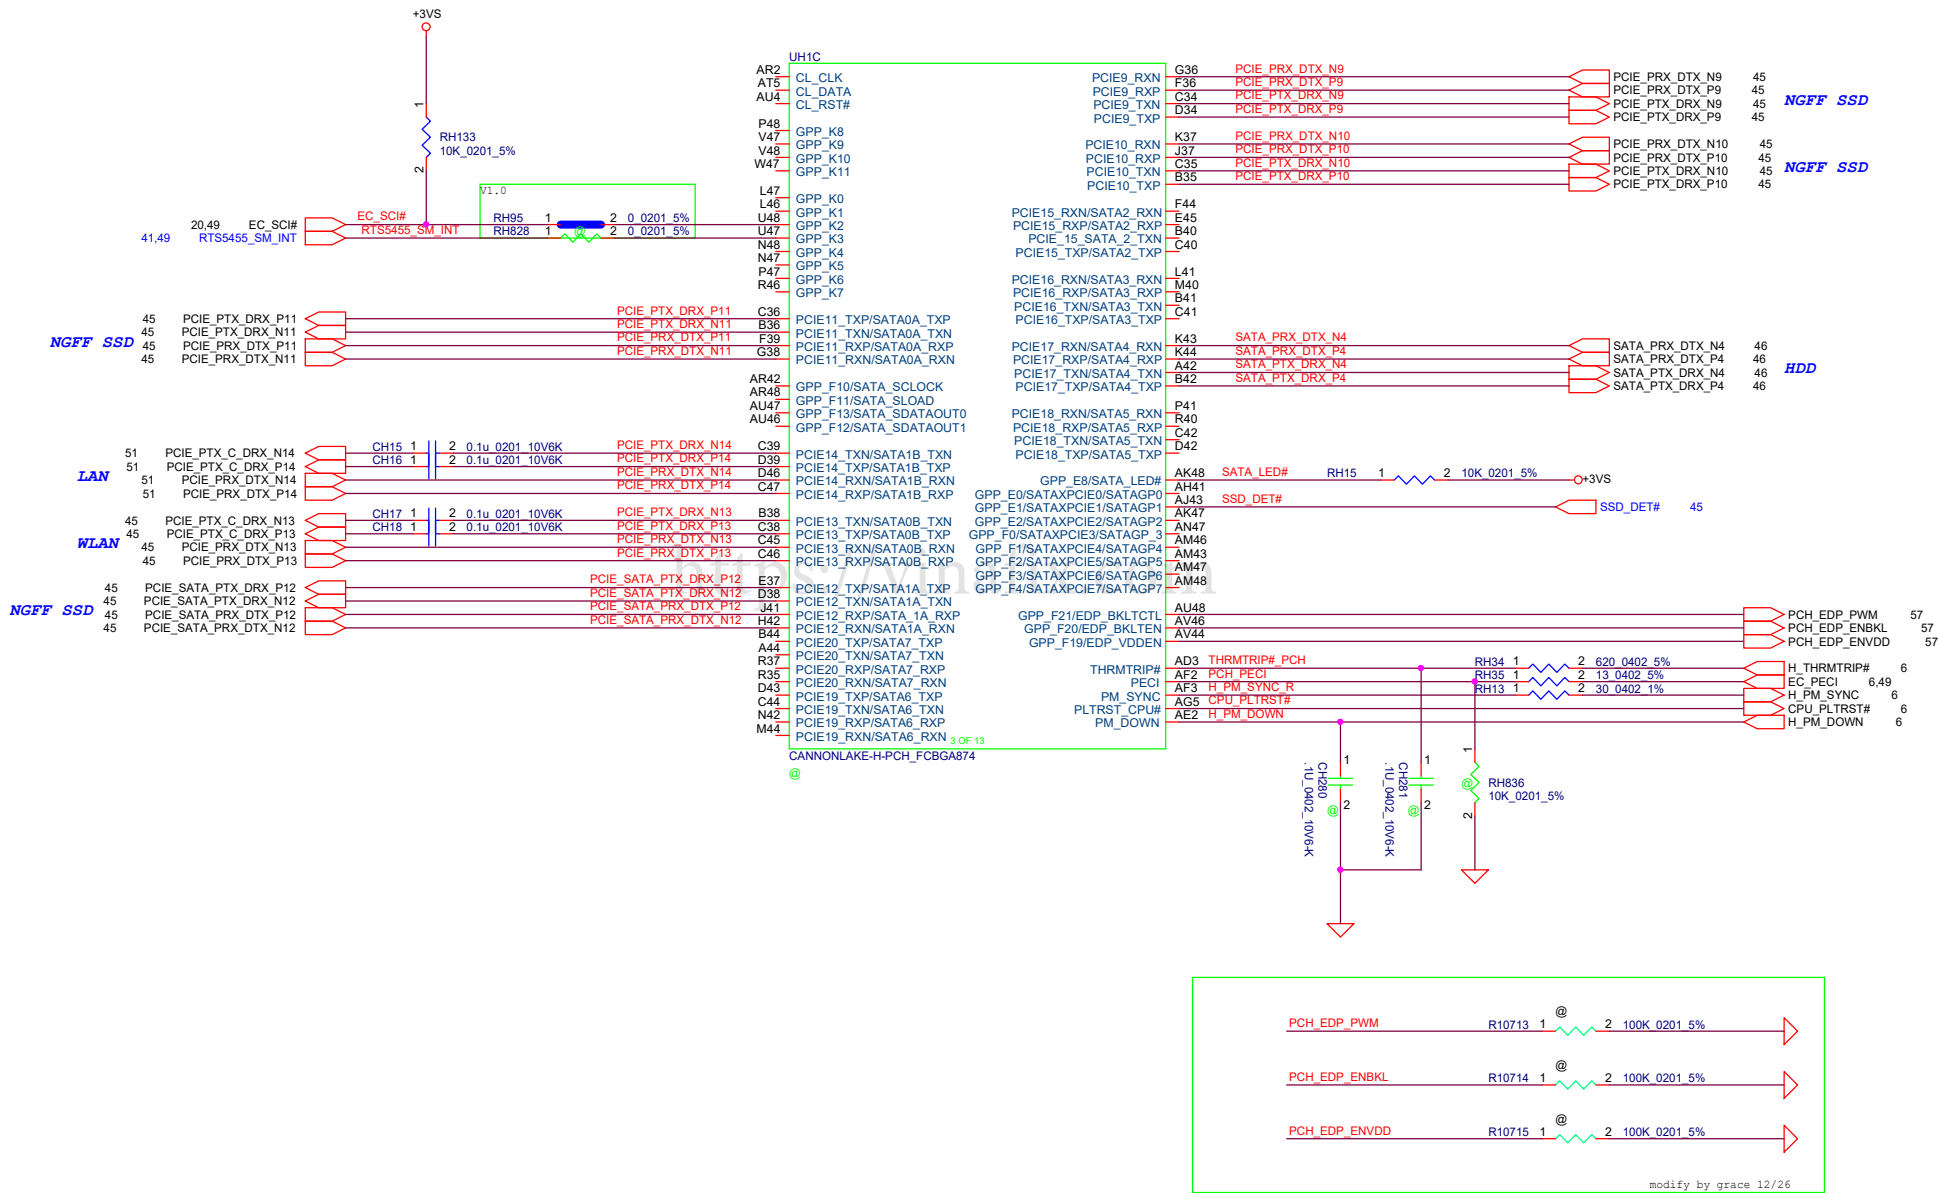 +3VS
1
RH133
10K_0201_5%
2
V1.0
20,49 EC_SCI# EC_SCI# RH95 1 2 0_0201_5%
41,49 RTS5455_SM_INT RTS5455_SM_INT RH828 1 @ 2 0_0201_5%
NGFF SSD
45 PCIE_PTX_DRX_P11 PCIE_PTX_DRX_P11
45 PCIE_PTX_DRX_N11 PCIE_PTX_DRX_N11
45 PCIE_PRX_DTX_P11 PCIE_PRX_DTX_P11
45 PCIE_PRX_DTX_N11 PCIE_PRX_DTX_N11
LAN
51 PCIE_PTX_C_DRX_N14 CH15 1 2 0.1u_0201_10V6K PCIE_PTX_DRX_N14
51 PCIE_PTX_C_DRX_P14 CH16 1 2 0.1u_0201_10V6K PCIE_PTX_DRX_P14
51 PCIE_PRX_DTX_N14 PCIE_PRX_DTX_N14
51 PCIE_PRX_DTX_P14 PCIE_PRX_DTX_P14
WLAN
45 PCIE_PTX_C_DRX_N13 CH17 1 2 0.1u_0201_10V6K PCIE_PTX_DRX_N13
45 PCIE_PTX_C_DRX_P13 CH18 1 2 0.1u_0201_10V6K PCIE_PTX_DRX_P13
45 PCIE_PRX_DTX_N13 PCIE_PRX_DTX_N13
45 PCIE_PRX_DTX_P13 PCIE_PRX_DTX_P13
NGFF SSD
45 PCIE_SATA_PTX_DRX_P12 PCIE_SATA_PTX_DRX_P12
45 PCIE_SATA_PTX_DRX_N12 PCIE_SATA_PTX_DRX_N12
45 PCIE_SATA_PRX_DTX_P12 PCIE_SATA_PRX_DTX_P12
45 PCIE_SATA_PRX_DTX_N12 PCIE_SATA_PRX_DTX_N12
UH1C
AR2 CL_CLK
AT5 CL_DATA
AU4 CL_RST#
P48 GPP_K8
V47 GPP_K9
V48 GPP_K10
W47 GPP_K11
L47 GPP_K0
L46 GPP_K1
U48 GPP_K2
U47 GPP_K3
N48 GPP_K4
N47 GPP_K5
P47 GPP_K6
R46 GPP_K7
C36 PCIE11_TXP/SATA0A_TXP
B36 PCIE11_TXN/SATA0A_TXN
F39 PCIE11_RXP/SATA0A_RXP
G38 PCIE11_RXN/SATA0A_RXN
AR42 GPP_F10/SATA_SCLOCK
AR48 GPP_F11/SATA_SLOAD
AU47 GPP_F13/SATA_SDATAOUT0
AU46 GPP_F12/SATA_SDATAOUT1
C39 PCIE14_TXN/SATA1B_TXN
D39 PCIE14_TXP/SATA1B_TXP
D46 PCIE14_RXN/SATA1B_RXN
C47 PCIE14_RXP/SATA1B_RXP
B38 PCIE13_TXN/SATA0B_TXN
C38 PCIE13_TXP/SATA0B_TXP
C45 PCIE13_RXN/SATA0B_RXN
C46 PCIE13_RXP/SATA0B_RXP
E37 PCIE12_TXP/SATA1A_TXP
D38 PCIE12_TXN/SATA1A_TXN
J41 PCIE12_RXP/SATA_1A_RXP
H42 PCIE12_RXN/SATA1A_RXN
B44 PCIE20_TXP/SATA7_TXP
A44 PCIE20_TXN/SATA7_TXN
R37 PCIE20_RXP/SATA7_RXP
R35 PCIE20_RXN/SATA7_RXN
D43 PCIE19_TXP/SATA6_TXP
C44 PCIE19_TXN/SATA6_TXN
N42 PCIE19_RXP/SATA6_RXP
M44 PCIE19_RXN/SATA6_RXN
3 OF 13
CANNONLAKE-H-PCH_FCBGA874
@
PCIE9_RXN G36 PCIE_PRX_DTX_N9 PCIE_PRX_DTX_N9 45
PCIE9_RXP F36 PCIE_PRX_DTX_P9 PCIE_PRX_DTX_P9 45
PCIE9_TXN C34 PCIE_PTX_DRX_N9 PCIE_PTX_DRX_N9 45
PCIE9_TXP D34 PCIE_PTX_DRX_P9 PCIE_PTX_DRX_P9 45
NGFF SSD
PCIE10_RXN K37 PCIE_PRX_DTX_N10 PCIE_PRX_DTX_N10 45
PCIE10_RXP J37 PCIE_PRX_DTX_P10 PCIE_PRX_DTX_P10 45
PCIE10_TXN C35 PCIE_PTX_DRX_N10 PCIE_PTX_DRX_N10 45
PCIE10_TXP B35 PCIE_PTX_DRX_P10 PCIE_PTX_DRX_P10 45
NGFF SSD
PCIE15_RXN/SATA2_RXN F44
PCIE15_RXP/SATA2_RXP E45
PCIE_15_SATA_2_TXN B40
PCIE15_TXP/SATA2_TXP C40
PCIE16_RXN/SATA3_RXN L41
PCIE16_RXP/SATA3_RXP M40
PCIE16_TXN/SATA3_TXN B41
PCIE16_TXP/SATA3_TXP C41
PCIE17_RXN/SATA4_RXN K43 SATA_PRX_DTX_N4 SATA_PRX_DTX_N4 46
PCIE17_RXP/SATA4_RXP K44 SATA_PRX_DTX_P4 SATA_PRX_DTX_P4 46
PCIE17_TXN/SATA4_TXN A42 SATA_PTX_DRX_N4 SATA_PTX_DRX_N4 46
PCIE17_TXP/SATA4_TXP B42 SATA_PTX_DRX_P4 SATA_PTX_DRX_P4 46
HDD
PCIE18_RXN/SATA5_RXN P41
PCIE18_RXP/SATA5_RXP R40
PCIE18_TXN/SATA5_TXN C42
PCIE18_TXP/SATA5_TXP D42
GPP_E8/SATA_LED# AK48 SATA_LED# RH15 1 2 10K_0201_5% +3VS
GPP_E0/SATAXPCIE0/SATAGP0 AH41
GPP_E1/SATAXPCIE1/SATAGP1 AJ43 SSD_DET# SSD_DET# 45
GPP_E2/SATAXPCIE2/SATAGP2 AK47
GPP_F0/SATAXPCIE3/SATAGP_3 AN47
GPP_F1/SATAXPCIE4/SATAGP4 AM46
GPP_F2/SATAXPCIE5/SATAGP5 AM43
GPP_F3/SATAXPCIE6/SATAGP6 AM47
GPP_F4/SATAXPCIE7/SATAGP7 AM48
GPP_F21/EDP_BKLTCTL AU48 PCH_EDP_PWM 57
GPP_F20/EDP_BKLTEN AV46 PCH_EDP_ENBKL 57
GPP_F19/EDP_VDDEN AV44 PCH_EDP_ENVDD 57
THRMTRIP# AD3 THRMTRIP#_PCH RH34 1 2 620_0402_5% H_THRMTRIP# 6
PECI AF2 PCH_PECI RH35 1 2 13_0402_5% EC_PECI 6,49
PM_SYNC AF3 H_PM_SYNC_R RH13 1 2 30_0402_1% H_PM_SYNC 6
PLTRST_CPU# AG5 CPU_PLTRST# CPU_PLTRST# 6
PM_DOWN AE2 H_PM_DOWN H_PM_DOWN 6
CH280 .1U_0402_10V6-K 1 @ 2
CH281 .1U_0402_10V6-K 1 @ 2
1 @ RH836
10K_0201_5%
2
PCH_EDP_PWM R10713 1 @ 2 100K_0201_5%
PCH_EDP_ENBKL R10714 1 @ 2 100K_0201_5%
PCH_EDP_ENVDD R10715 1 @ 2 100K_0201_5%
modify by grace 12/26